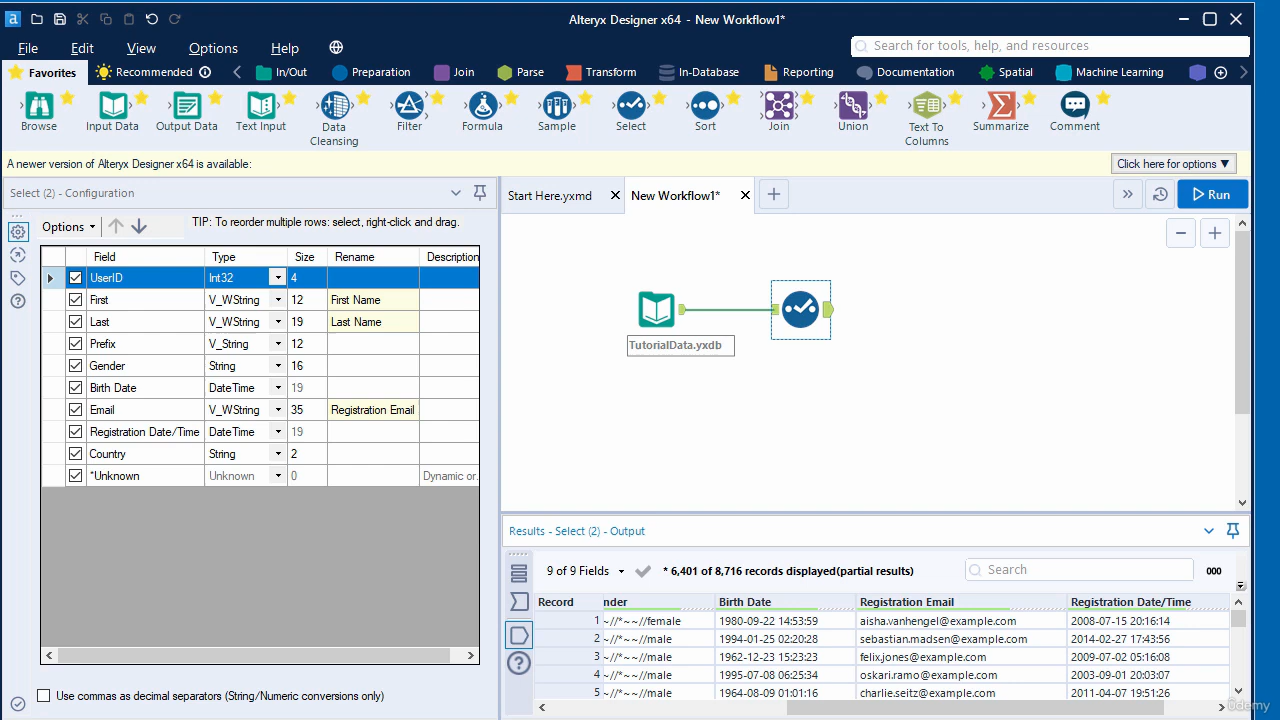 Alteryx Designer x64 - New Workflow1*
File Edit View Options Help
Search for tools, help, and resources
Favorites Recommended In/Out Preparation Join Parse Transform In-Database Reporting Documentation Spatial Machine Learning
Browse Input Data Output Data Text Input Data Cleansing Filter Formula Sample Select Sort Join Union Text To Columns Summarize Comment
A newer version of Alteryx Designer x64 is available:
Click here for options ▼
Select (2) - Configuration
Start Here.yxmd
New Workflow1*
Run
Options
TIP: To reorder multiple rows: select, right-click and drag.
Field Type Size Rename Description
UserID Int32 4
First V_WString 12 First Name
Last V_WString 19 Last Name
Prefix V_String 12
Gender String 16
Birth Date DateTime 19
Email V_WString 35 Registration Email
Registration Date/Time DateTime 19
Country String 2
*Unknown Unknown 0 Dynamic or
Use commas as decimal separators (String/Numeric conversions only)
TutorialData.yxdb
Results - Select (2) - Output
9 of 9 Fields
* 6,401 of 8,716 records displayed(partial results)
Search
000
Record nder Birth Date Registration Email Registration Date/Time
1 ~//*~~//female 1980-09-22 14:53:59 aisha.vanhengel@example.com 2008-07-15 20:16:14
2 ~//*~~//male 1994-01-25 02:20:28 sebastian.madsen@example.com 2014-02-27 17:43:56
3 ~//*~~//male 1962-12-23 15:23:23 felix.jones@example.com 2009-07-02 05:16:08
4 ~//*~~//male 1995-07-08 06:25:34 oskari.ramo@example.com 2003-09-01 20:03:07
5 ~//*~~//male 1964-08-09 01:01:16 charlie.seitz@example.com 2011-04-07 19:51:26
ûdemy